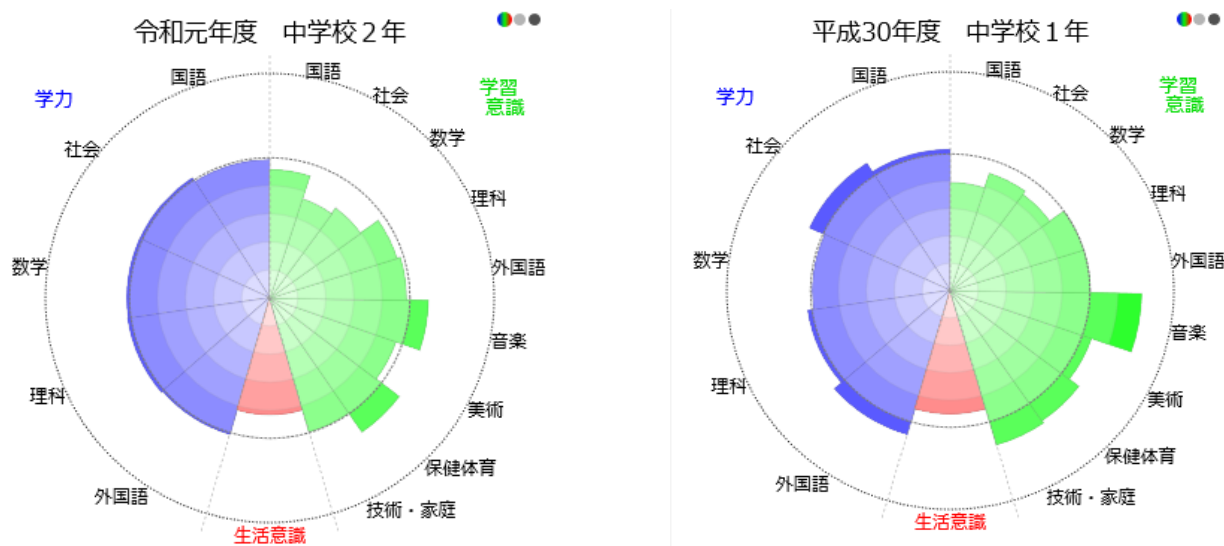 令和元年度 中学校２年
国語
国語
社会
数学
理科
外国語
音楽
美術
保健体育
技術・家庭
生活意識
外国語
理科
数学
社会
学力
学習
意識
平成30年度 中学校１年
国語
国語
社会
数学
理科
外国語
音楽
美術
保健体育
技術・家庭
生活意識
外国語
理科
数学
社会
学力
学習
意識